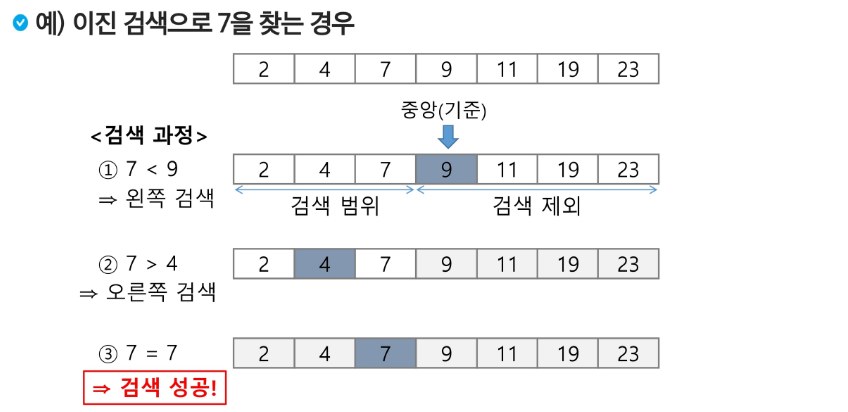 예) 이진 검색으로 7을 찾는 경우
2 4 7 9 11 19 23
중앙(기준)
<검색 과정>
① 7 < 9
2 4 7 9 11 19 23
⇒ 왼쪽 검색
검색 범위 검색 제외
② 7 > 4
2 4 7 9 11 19 23
⇒ 오른쪽 검색
③ 7 = 7
2 4 7 9 11 19 23
⇒ 검색 성공!